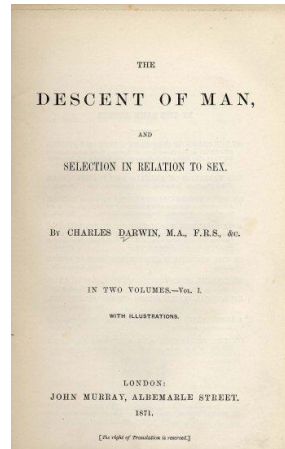 THE
DESCENT OF MAN,
AND
SELECTION IN RELATION TO SEX.
BY CHARLES DARWIN, M.A., F.R.S., &c.
IN TWO VOLUMES.—VOL. I.
WITH ILLUSTRATIONS.
LONDON:
JOHN MURRAY, ALBEMARLE STREET.
1871.
[The right of Translation is reserved.]